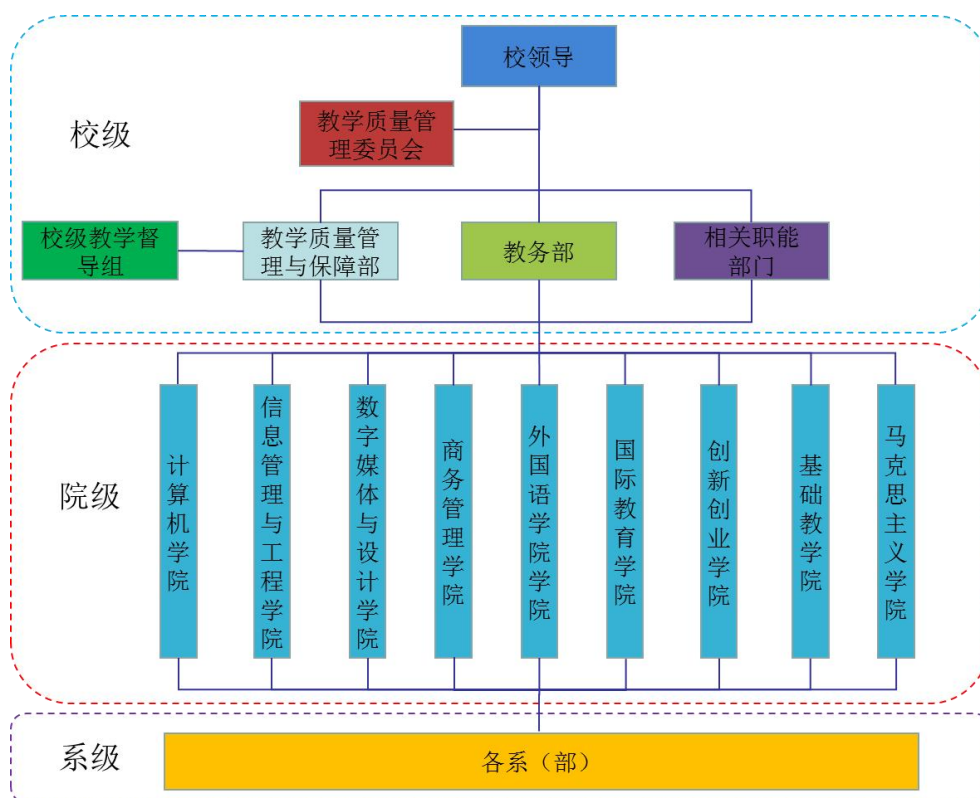 校领导
校级
教学质量管
理委员会
校级教学督
导组
教学质量管
理与保障部
教务部
相关职能
部门
院级
计算机学院
信息管理与工程学院
数字媒体与设计学院
商务管理学院
外国语学院学院
国际教育学院
创新创业学院
基础教学院
马克思主义学院
系级
各系（部）